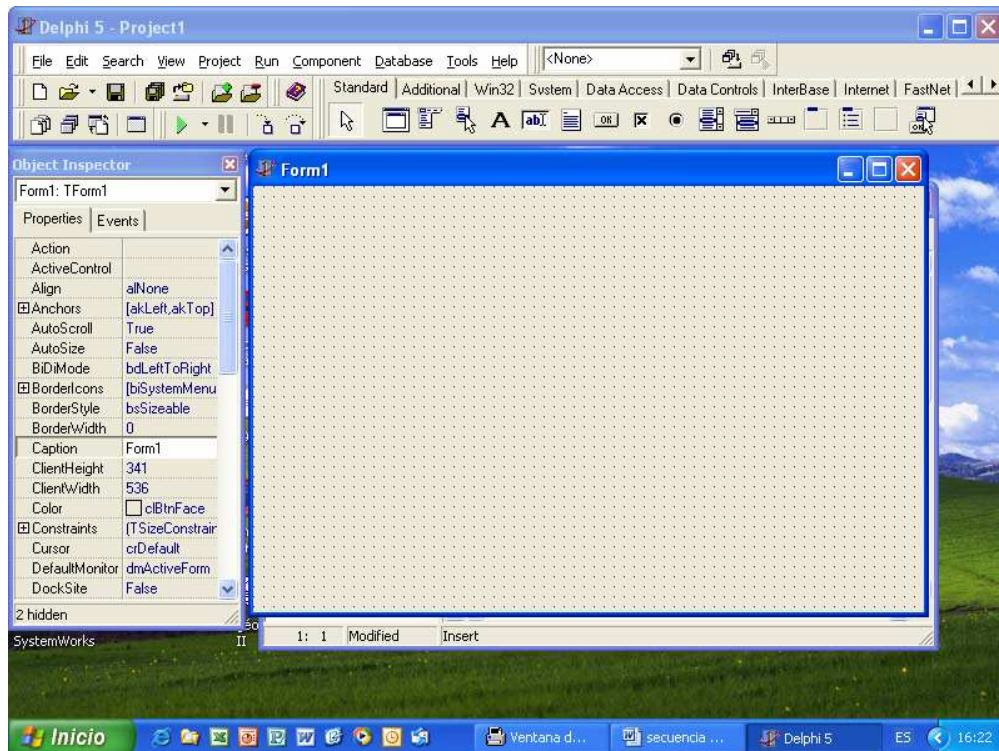 Delphi 5 - Project1
File Edit Search View Project Run Component Database Tools Help <None>
Standard Additional Win32 System Data Access Data Controls InterBase Internet FastNet
A ab OK OK
Object Inspector
Form1: TForm1
Properties Events
Action
ActiveControl
Align alNone
Anchors [akLeft,akTop]
AutoScroll True
AutoSize False
BiDiMode bdLeftToRight
BorderIcons [biSystemMenu
BorderStyle bsSizeable
BorderWidth 0
Caption Form1
ClientHeight 341
ClientWidth 536
Color clBtnFace
Constraints (TSizeConstrain
Cursor crDefault
DefaultMonitor dmActiveForm
DockSite False
2 hidden
Form1
1: 1 Modified Insert
SystemWorks II
Inicio Ventana d... secuencia ... Delphi 5 ES 16:22